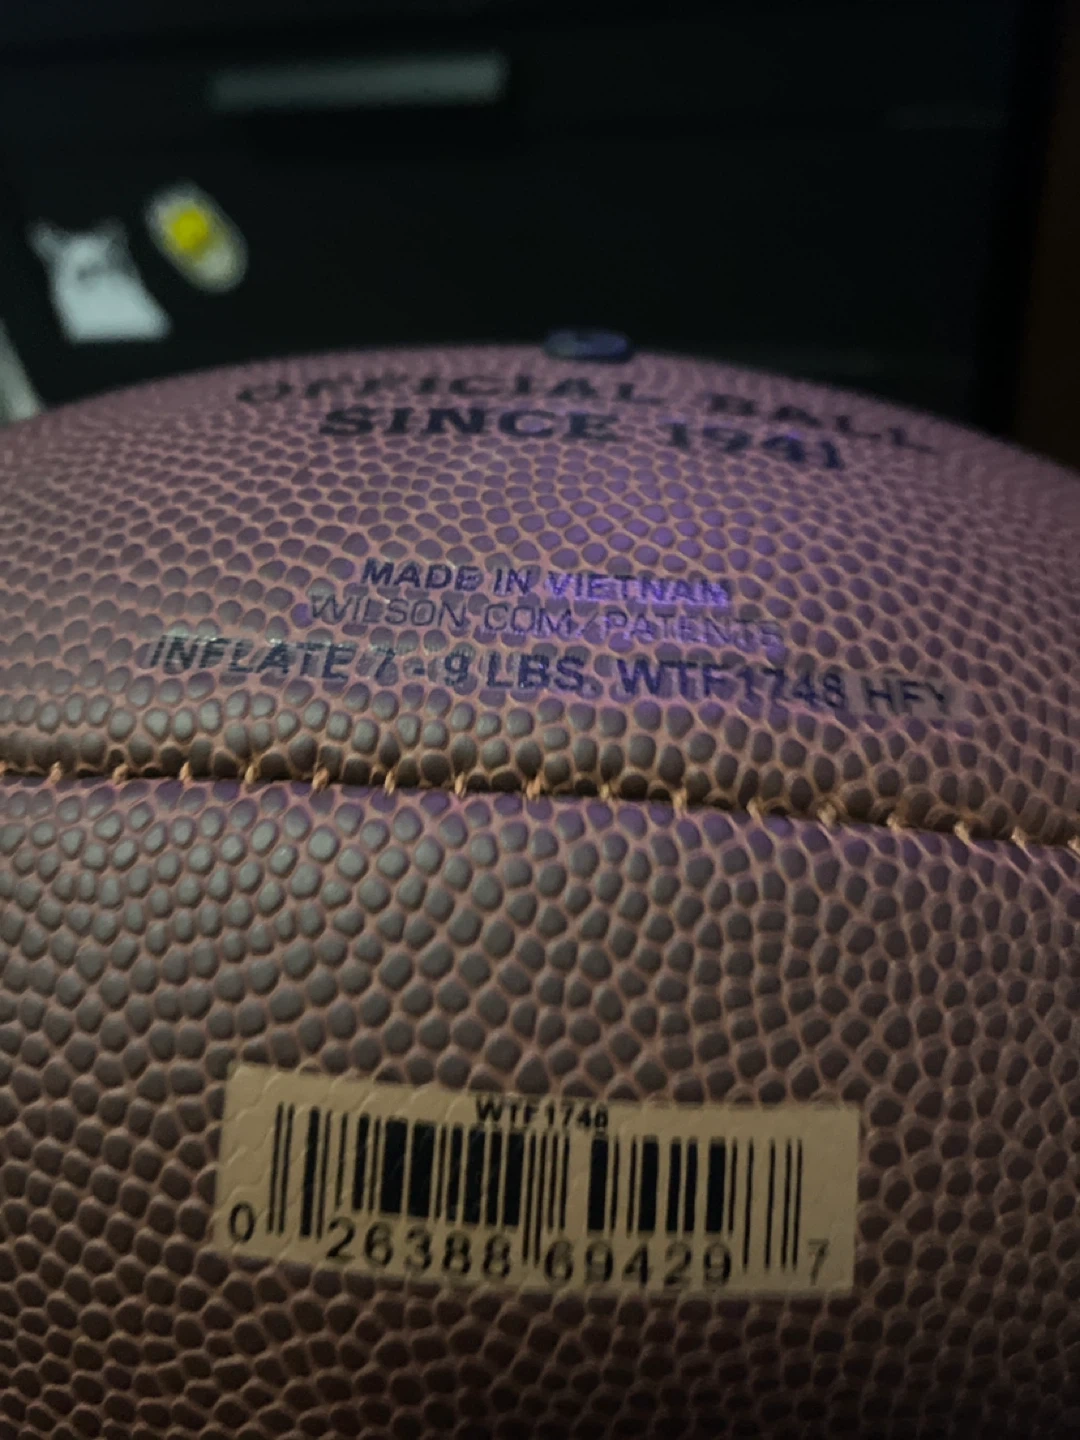 OFFICIAL BALL
SINCE 1941
MADE IN VIETNAM
WILSON.COM/PATENTS
INFLATE 7 - 9 LBS. WTF1748 HFY
WTF1748
0 26388 69429 7